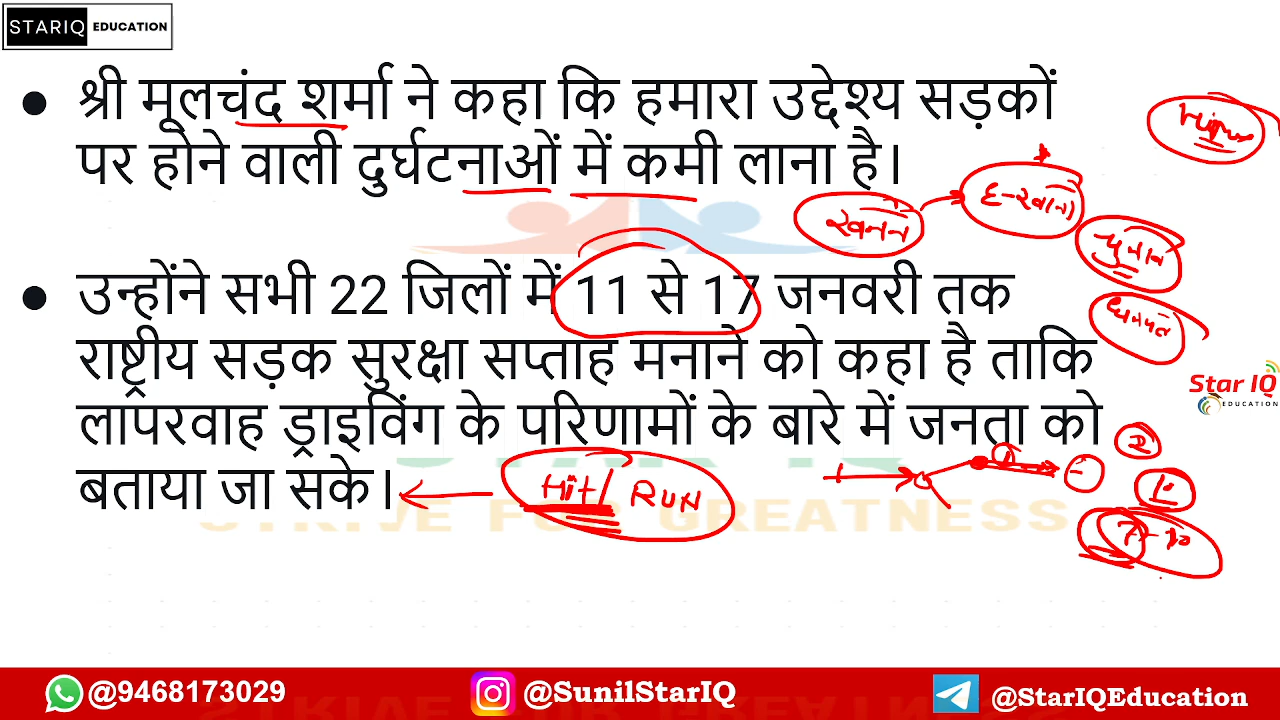 STARIQ EDUCATION
• श्री मूलचंद शर्मा ने कहा कि हमारा उद्देश्य सड़कों
पर होने वाली दुर्घटनाओं में कमी लाना है।
• उन्होंने सभी 22 जिलों में 11 से 17 जनवरी तक
राष्ट्रीय सड़क सुरक्षा सप्ताह मनाने को कहा है ताकि
लापरवाह ड्राइविंग के परिणामों के बारे में जनता को
बताया जा सके।
Hit/ RUN
Star IQ
EDUCATION
STRIVE FOR GREATNESS
@9468173029
@SunilStarIQ
@StarIQEducation